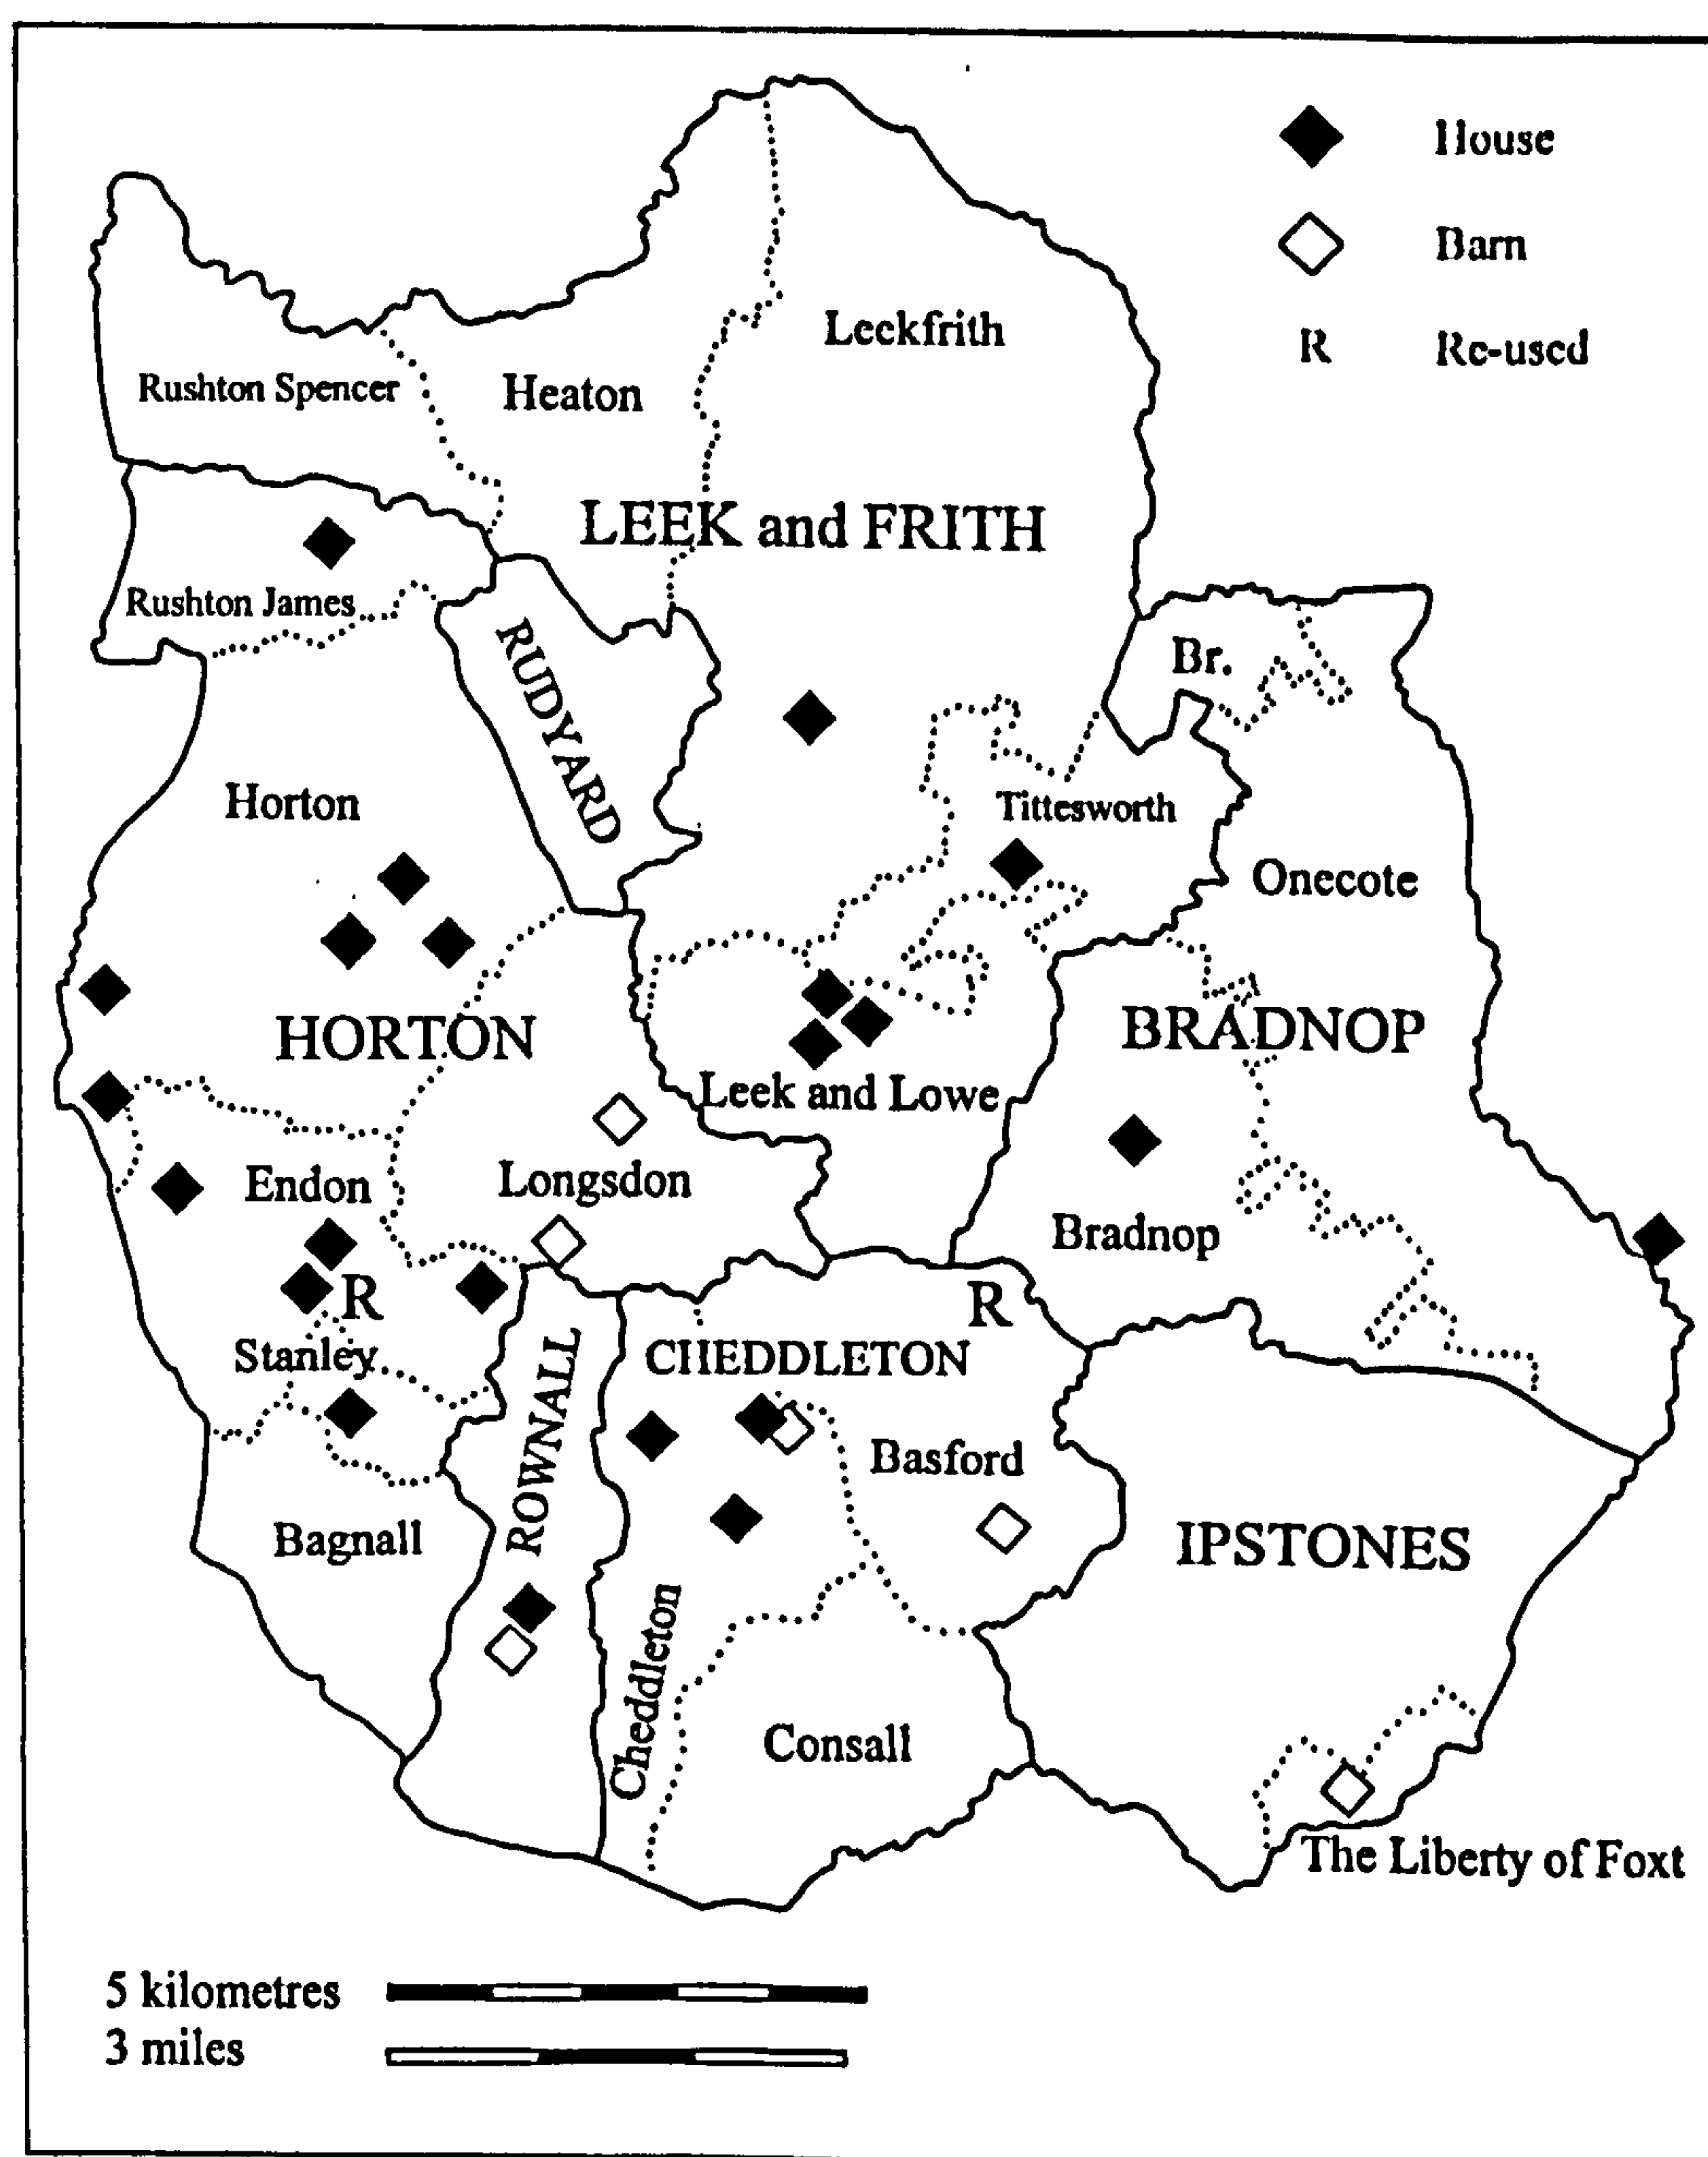 House
Barn
R Re-used
Leekfrith
Rushton Spencer
Heaton
LEEK and FRITH
Rushton James
RUDYARD
Br.
Horton
Tittesworth
Onecote
HORTON
BRADNOP
Leek and Lowe
Endon
Longsdon
Bradnop
R
R
Stanley
CHEDDLETON
ROWNALL
Basford
Bagnall
IPSTONES
Cheddleton
Consall
The Liberty of Foxt
5 kilometres
3 miles